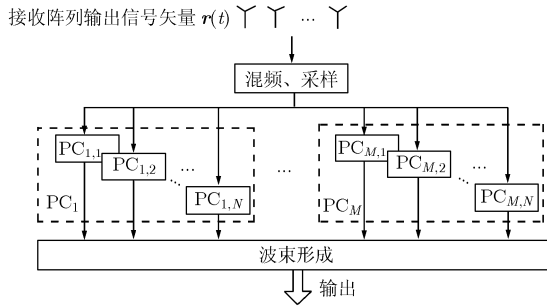 接收阵列输出信号矢量 r(t) ...
混频、采样
PC1,1 PC1,2 ... PC1,N PC1
...
PCM,1 PCM,2 ... PCM,N PCM
波束形成
输出